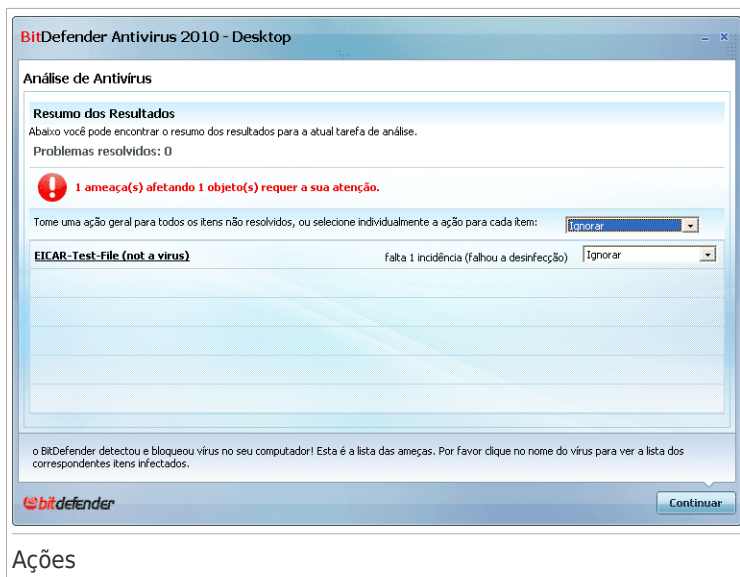 BitDefender Antivirus 2010 - Desktop
Análise de Antivírus
Resumo dos Resultados
Abaixo você pode encontrar o resumo dos resultados para a atual tarefa de análise.
Problemas resolvidos: 0
1 ameaça(s) afetando 1 objeto(s) requer a sua atenção.
Tome uma ação geral para todos os itens não resolvidos, ou selecione individualmente a ação para cada ítem: Ignorar
EICAR-Test-File (not a virus) falta 1 incidência (falhou a desinfecção) Ignorar
o BitDefender detectou e bloqueou vírus no seu computador! Esta é a lista das ameças. Por favor clique no nome do vírus para ver a lista dos
correspondentes itens infectados.
bitdefender Continuar
Ações